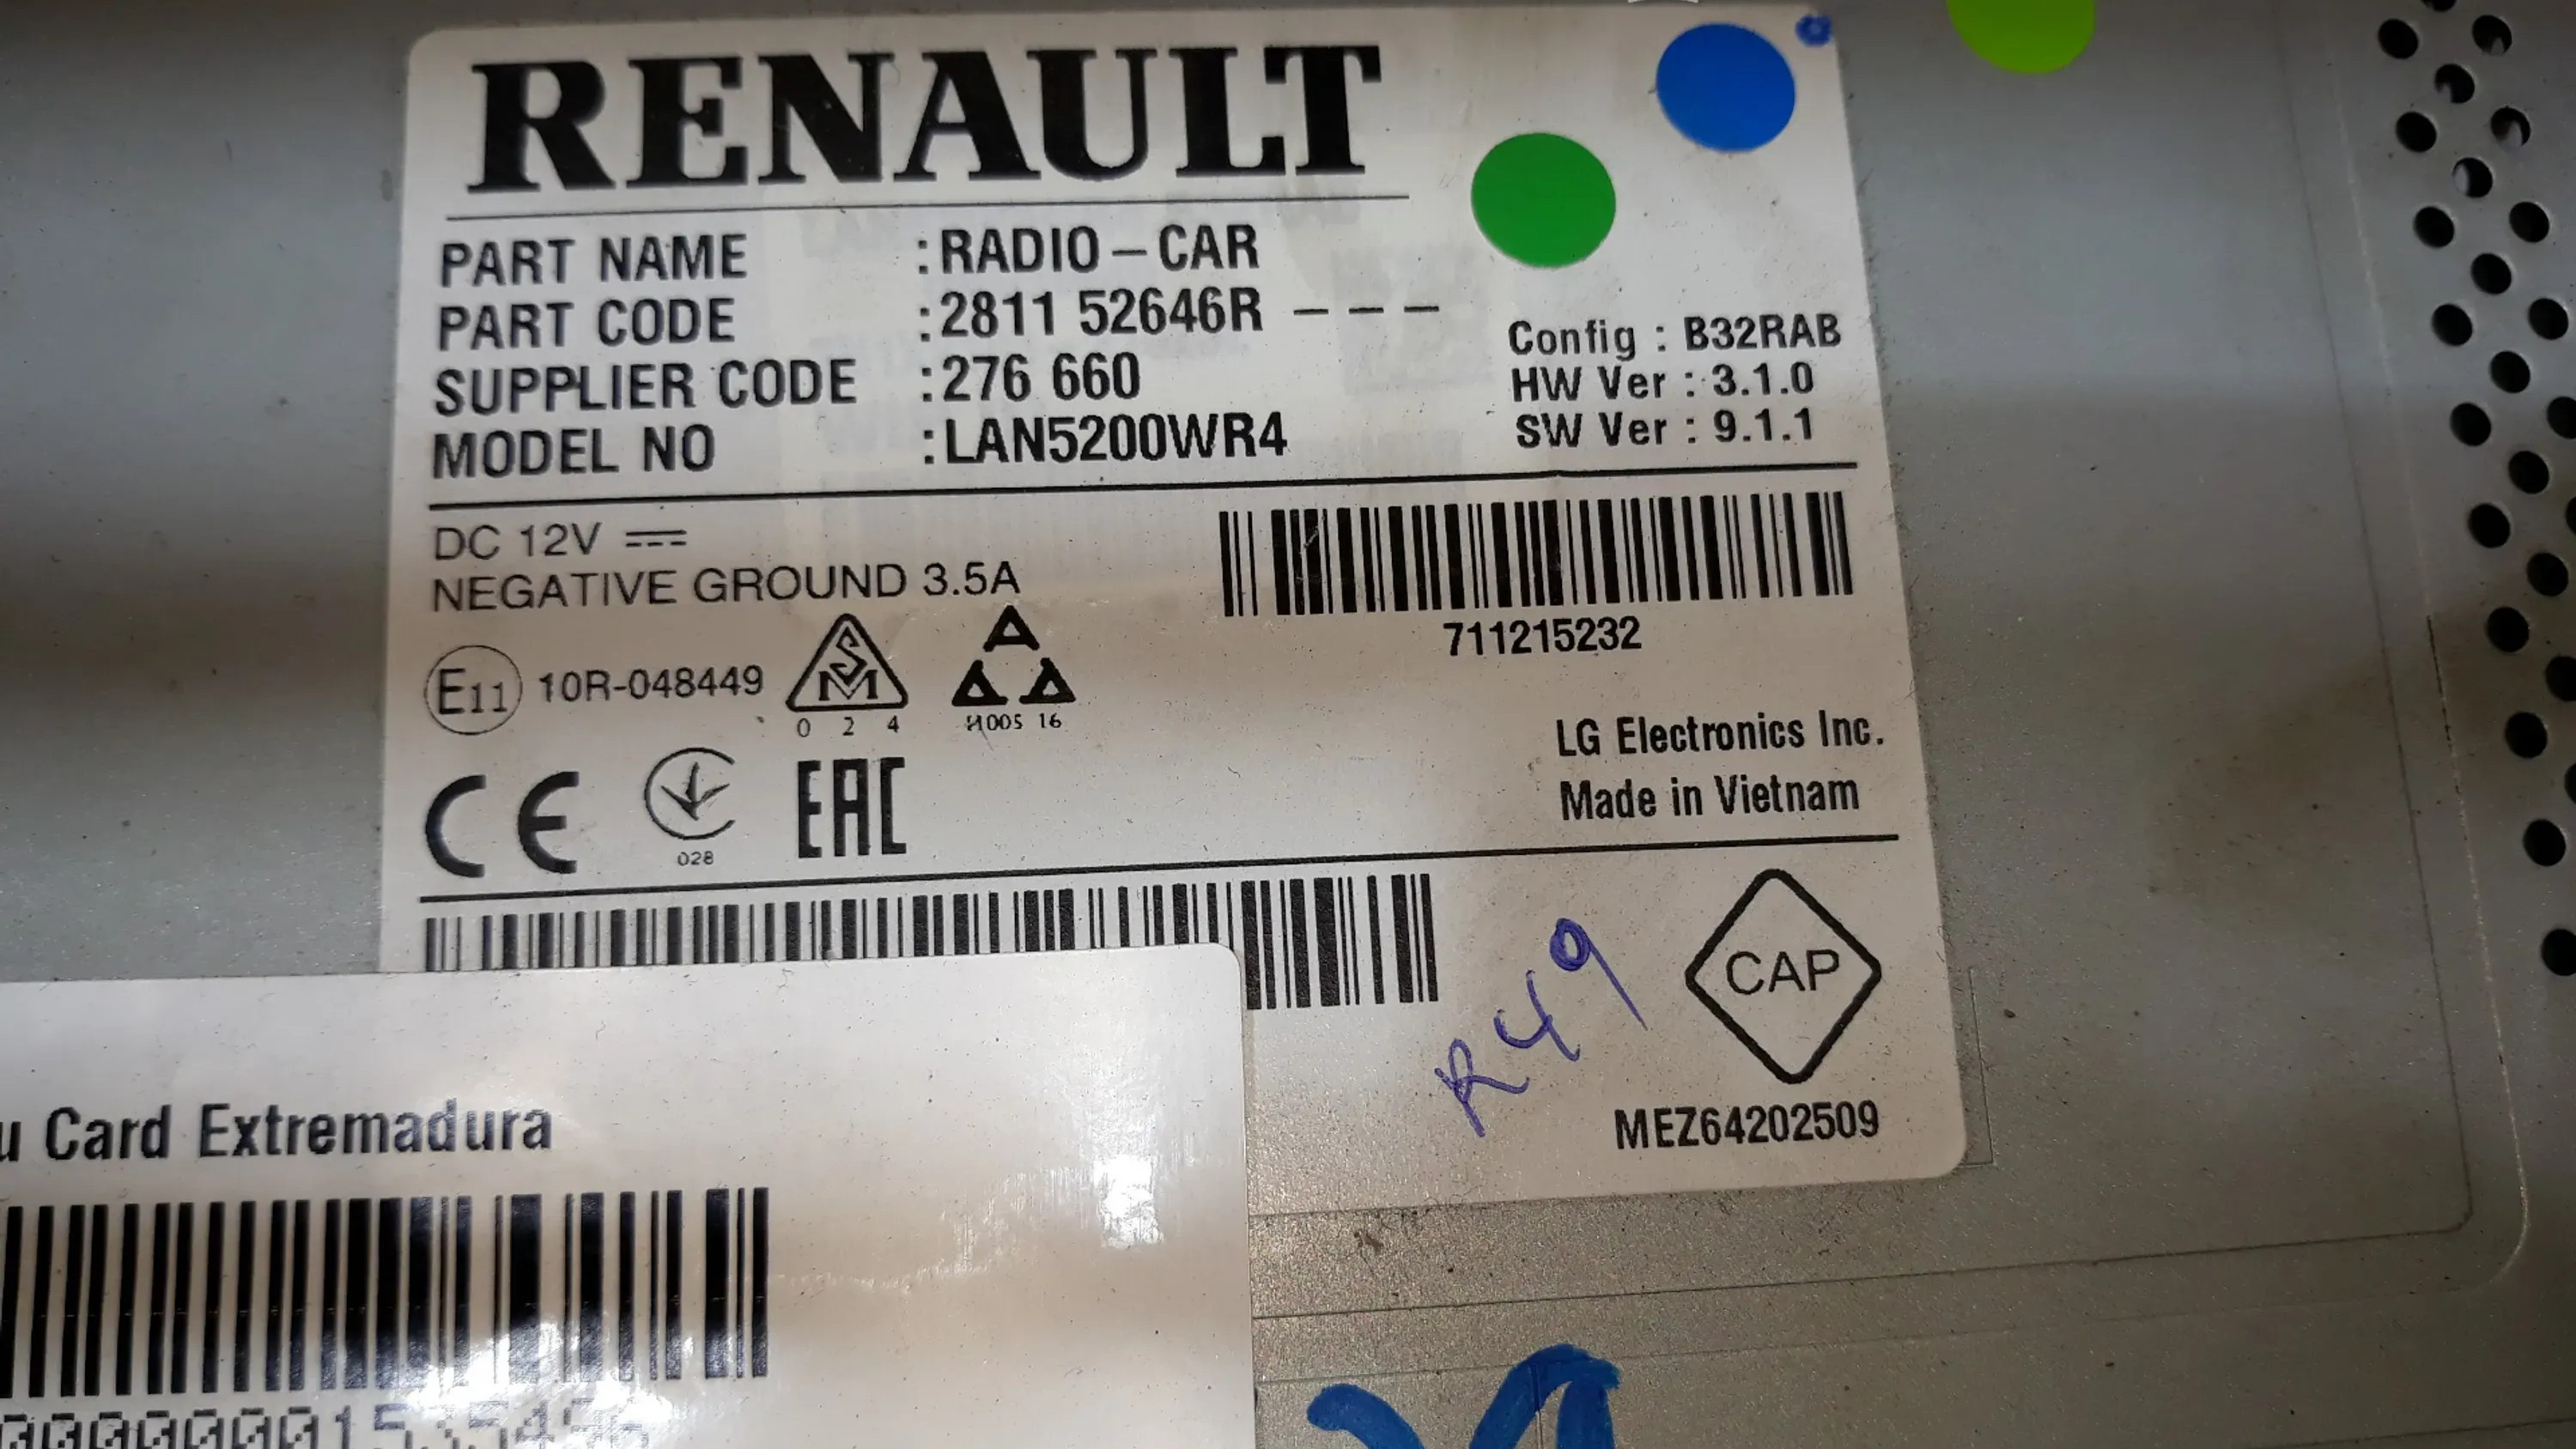 RENAULT
PART NAME :RADIO-CAR
PART CODE :2811 52646R ---
SUPPLIER CODE :276 660
MODEL NO :LAN5200WR4
Config : B32RAB
HW Ver : 3.1.0
SW Ver : 9.1.1
DC 12V
NEGATIVE GROUND 3.5A
711215232
E11 10R-048449
SM
0 2 4
H005 16
CE
028
EAC
LG Electronics Inc.
Made in Vietnam
R49
CAP
MEZ64202509
Card Extremadura